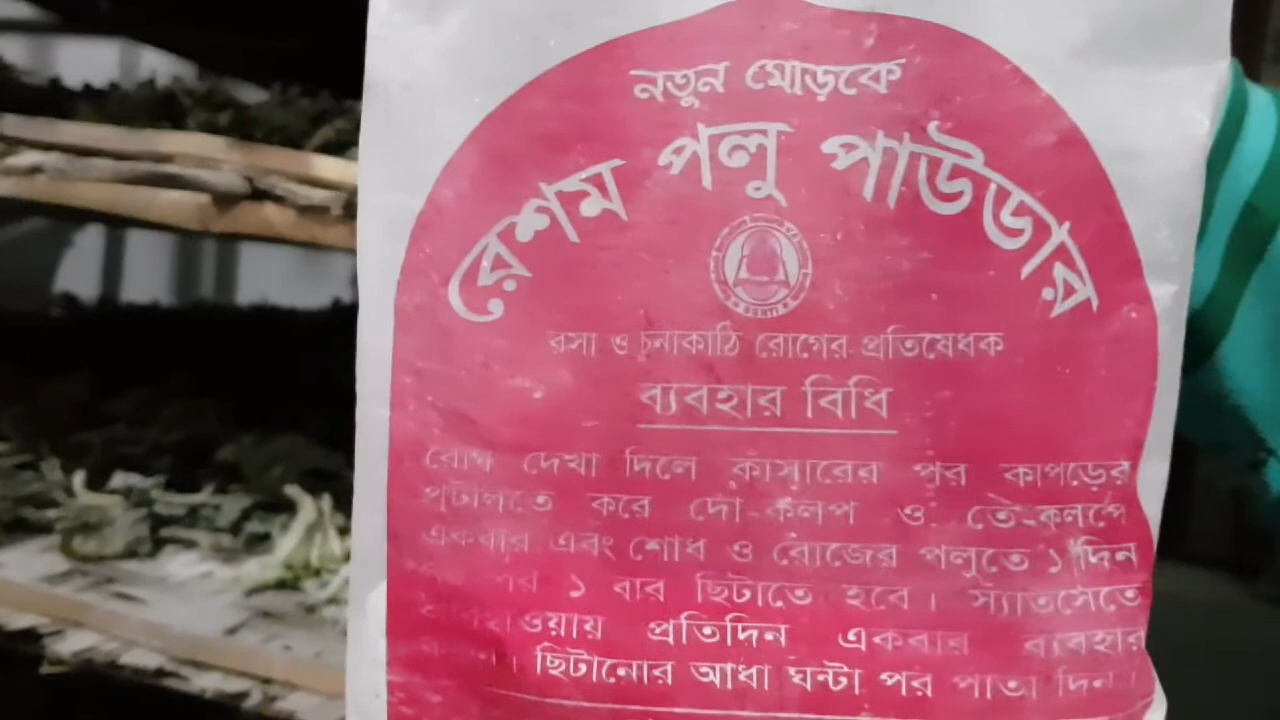 নতুন মোড়কে
রেশম পলু পাউডার
রসা ও চুনাকাঠি রোগের প্রতিষেধক
ব্যবহার বিধি
রোগ দেখা দিলে কাসারের পর কাপড়ের
পুটলিতে করে দো-কলপ ও তে-কলপে
একবার এবং শোধ ও রোজের পলুতে ১ দিন
১ বার ছিটাতে হবে। স্যাতসেতে
প্রতিদিন একবার ব্যবহার
ছিটানোর আধা ঘন্টা পর পাতা দিন।